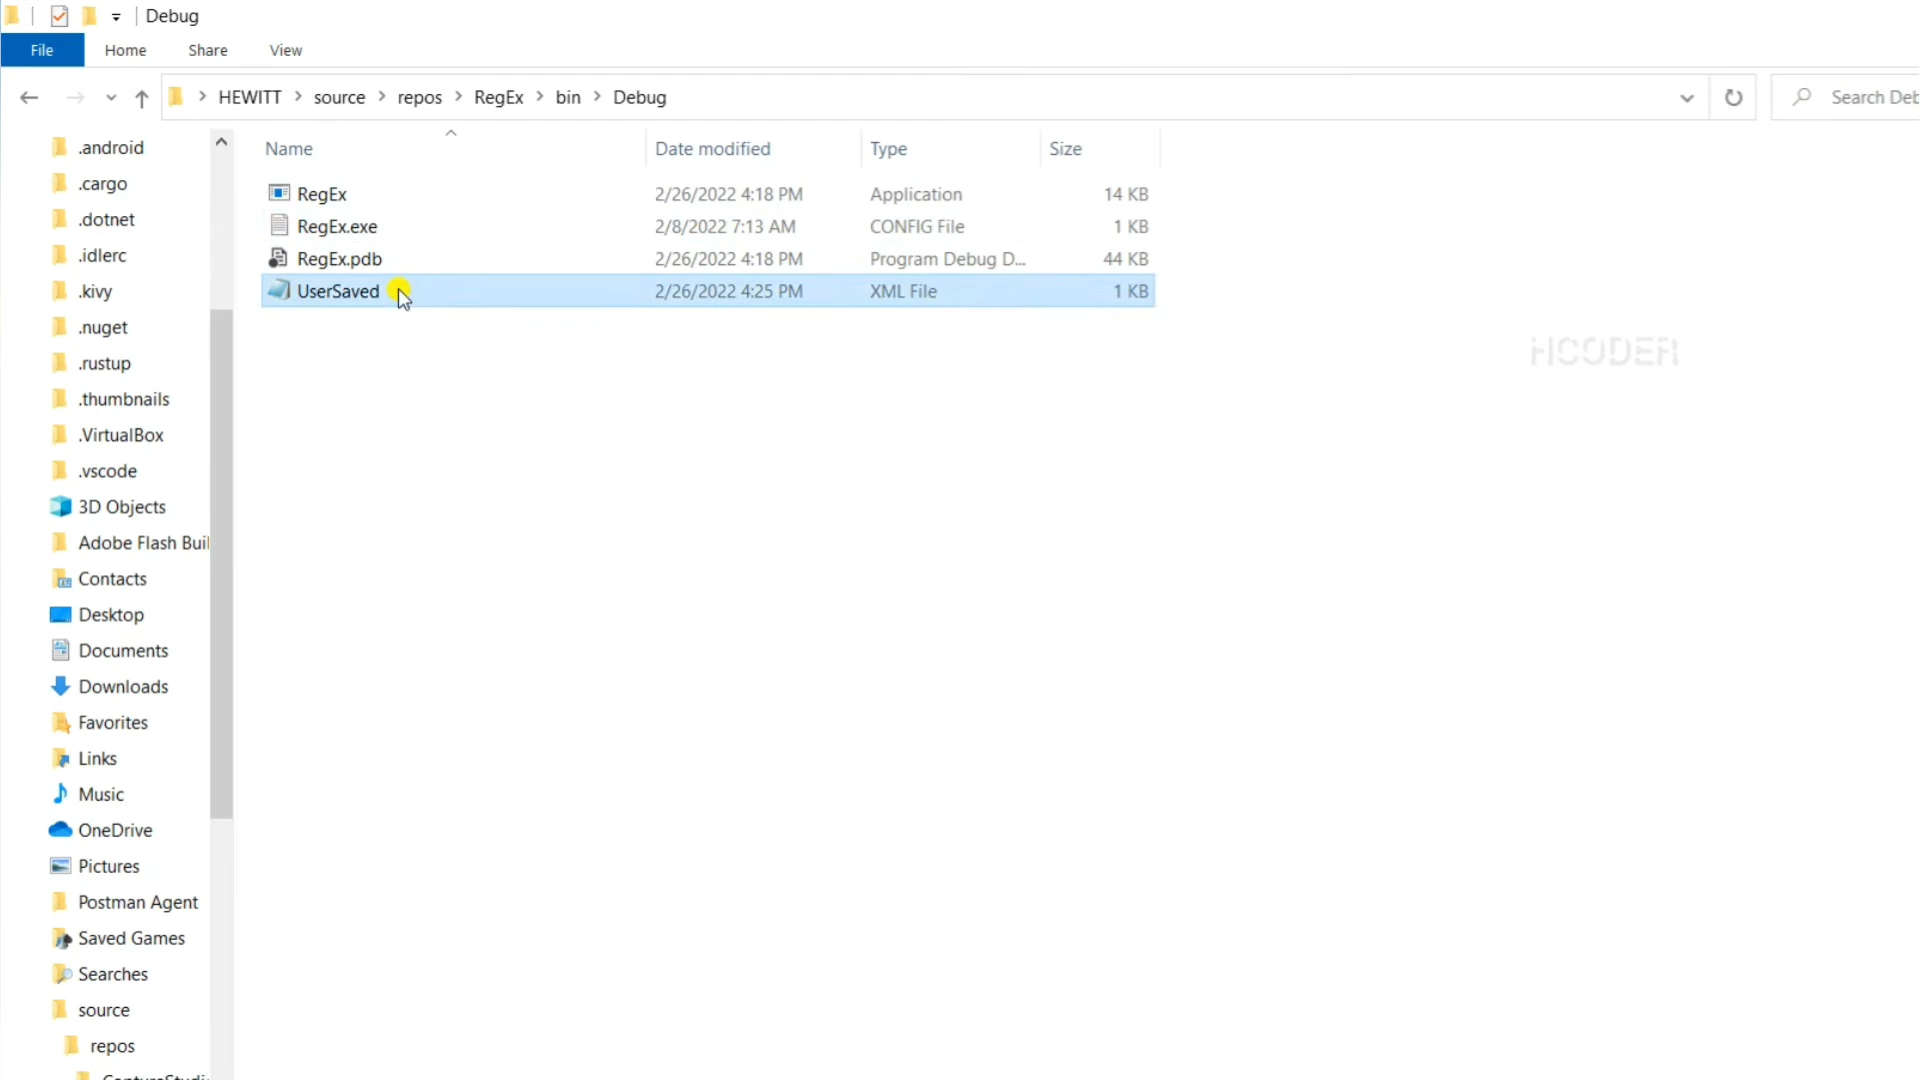 Debug
File Home Share View
HEWITT source repos RegEx bin Debug
Search Deb
Name Date modified Type Size
RegEx 2/26/2022 4:18 PM Application 14 KB
RegEx.exe 2/8/2022 7:13 AM CONFIG File 1 KB
RegEx.pdb 2/26/2022 4:18 PM Program Debug D... 44 KB
UserSaved 2/26/2022 4:25 PM XML File 1 KB
HCODER
.android
.cargo
.dotnet
.idlerc
.kivy
.nuget
.rustup
.thumbnails
.VirtualBox
.vscode
3D Objects
Adobe Flash Buil
Contacts
Desktop
Documents
Downloads
Favorites
Links
Music
OneDrive
Pictures
Postman Agent
Saved Games
Searches
source
repos